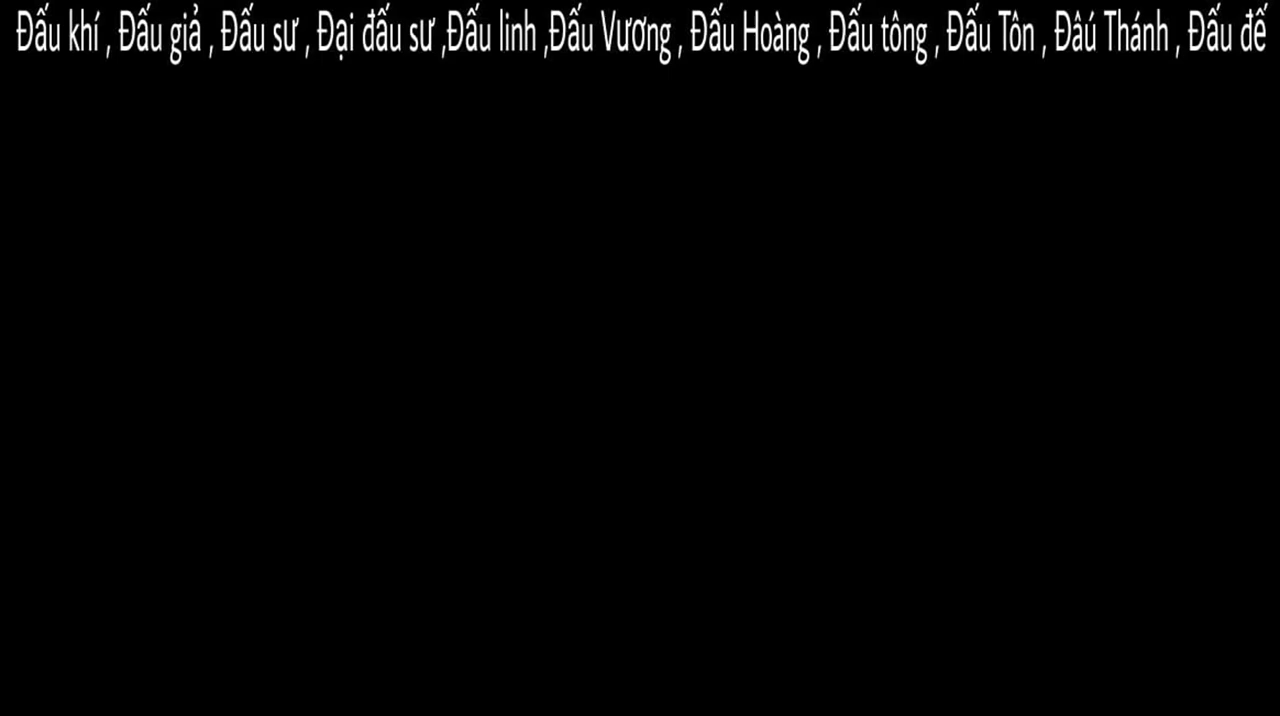 Đấu khí , Đấu giả , Đấu sư , Đại đấu sư ,Đấu linh ,Đấu Vương , Đấu Hoàng , Đấu tông , Đấu Tôn , Đâú Thánh , Đấu đế